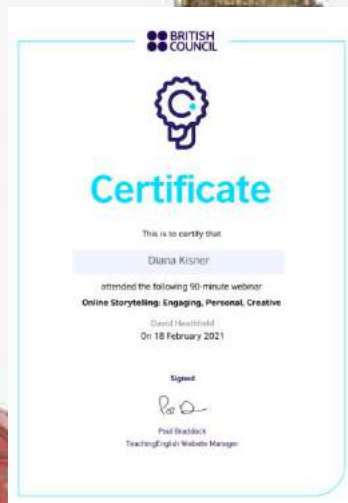 BRITISH
COUNCIL
Certificate
This is to certify that
Diana Kisner
attended the following 90-minute webinar
Online Storytelling: Engaging, Personal, Creative
David Heathfield
On 18 February 2021
Signed
Paul Braddock
TeachingEnglish Website Manager